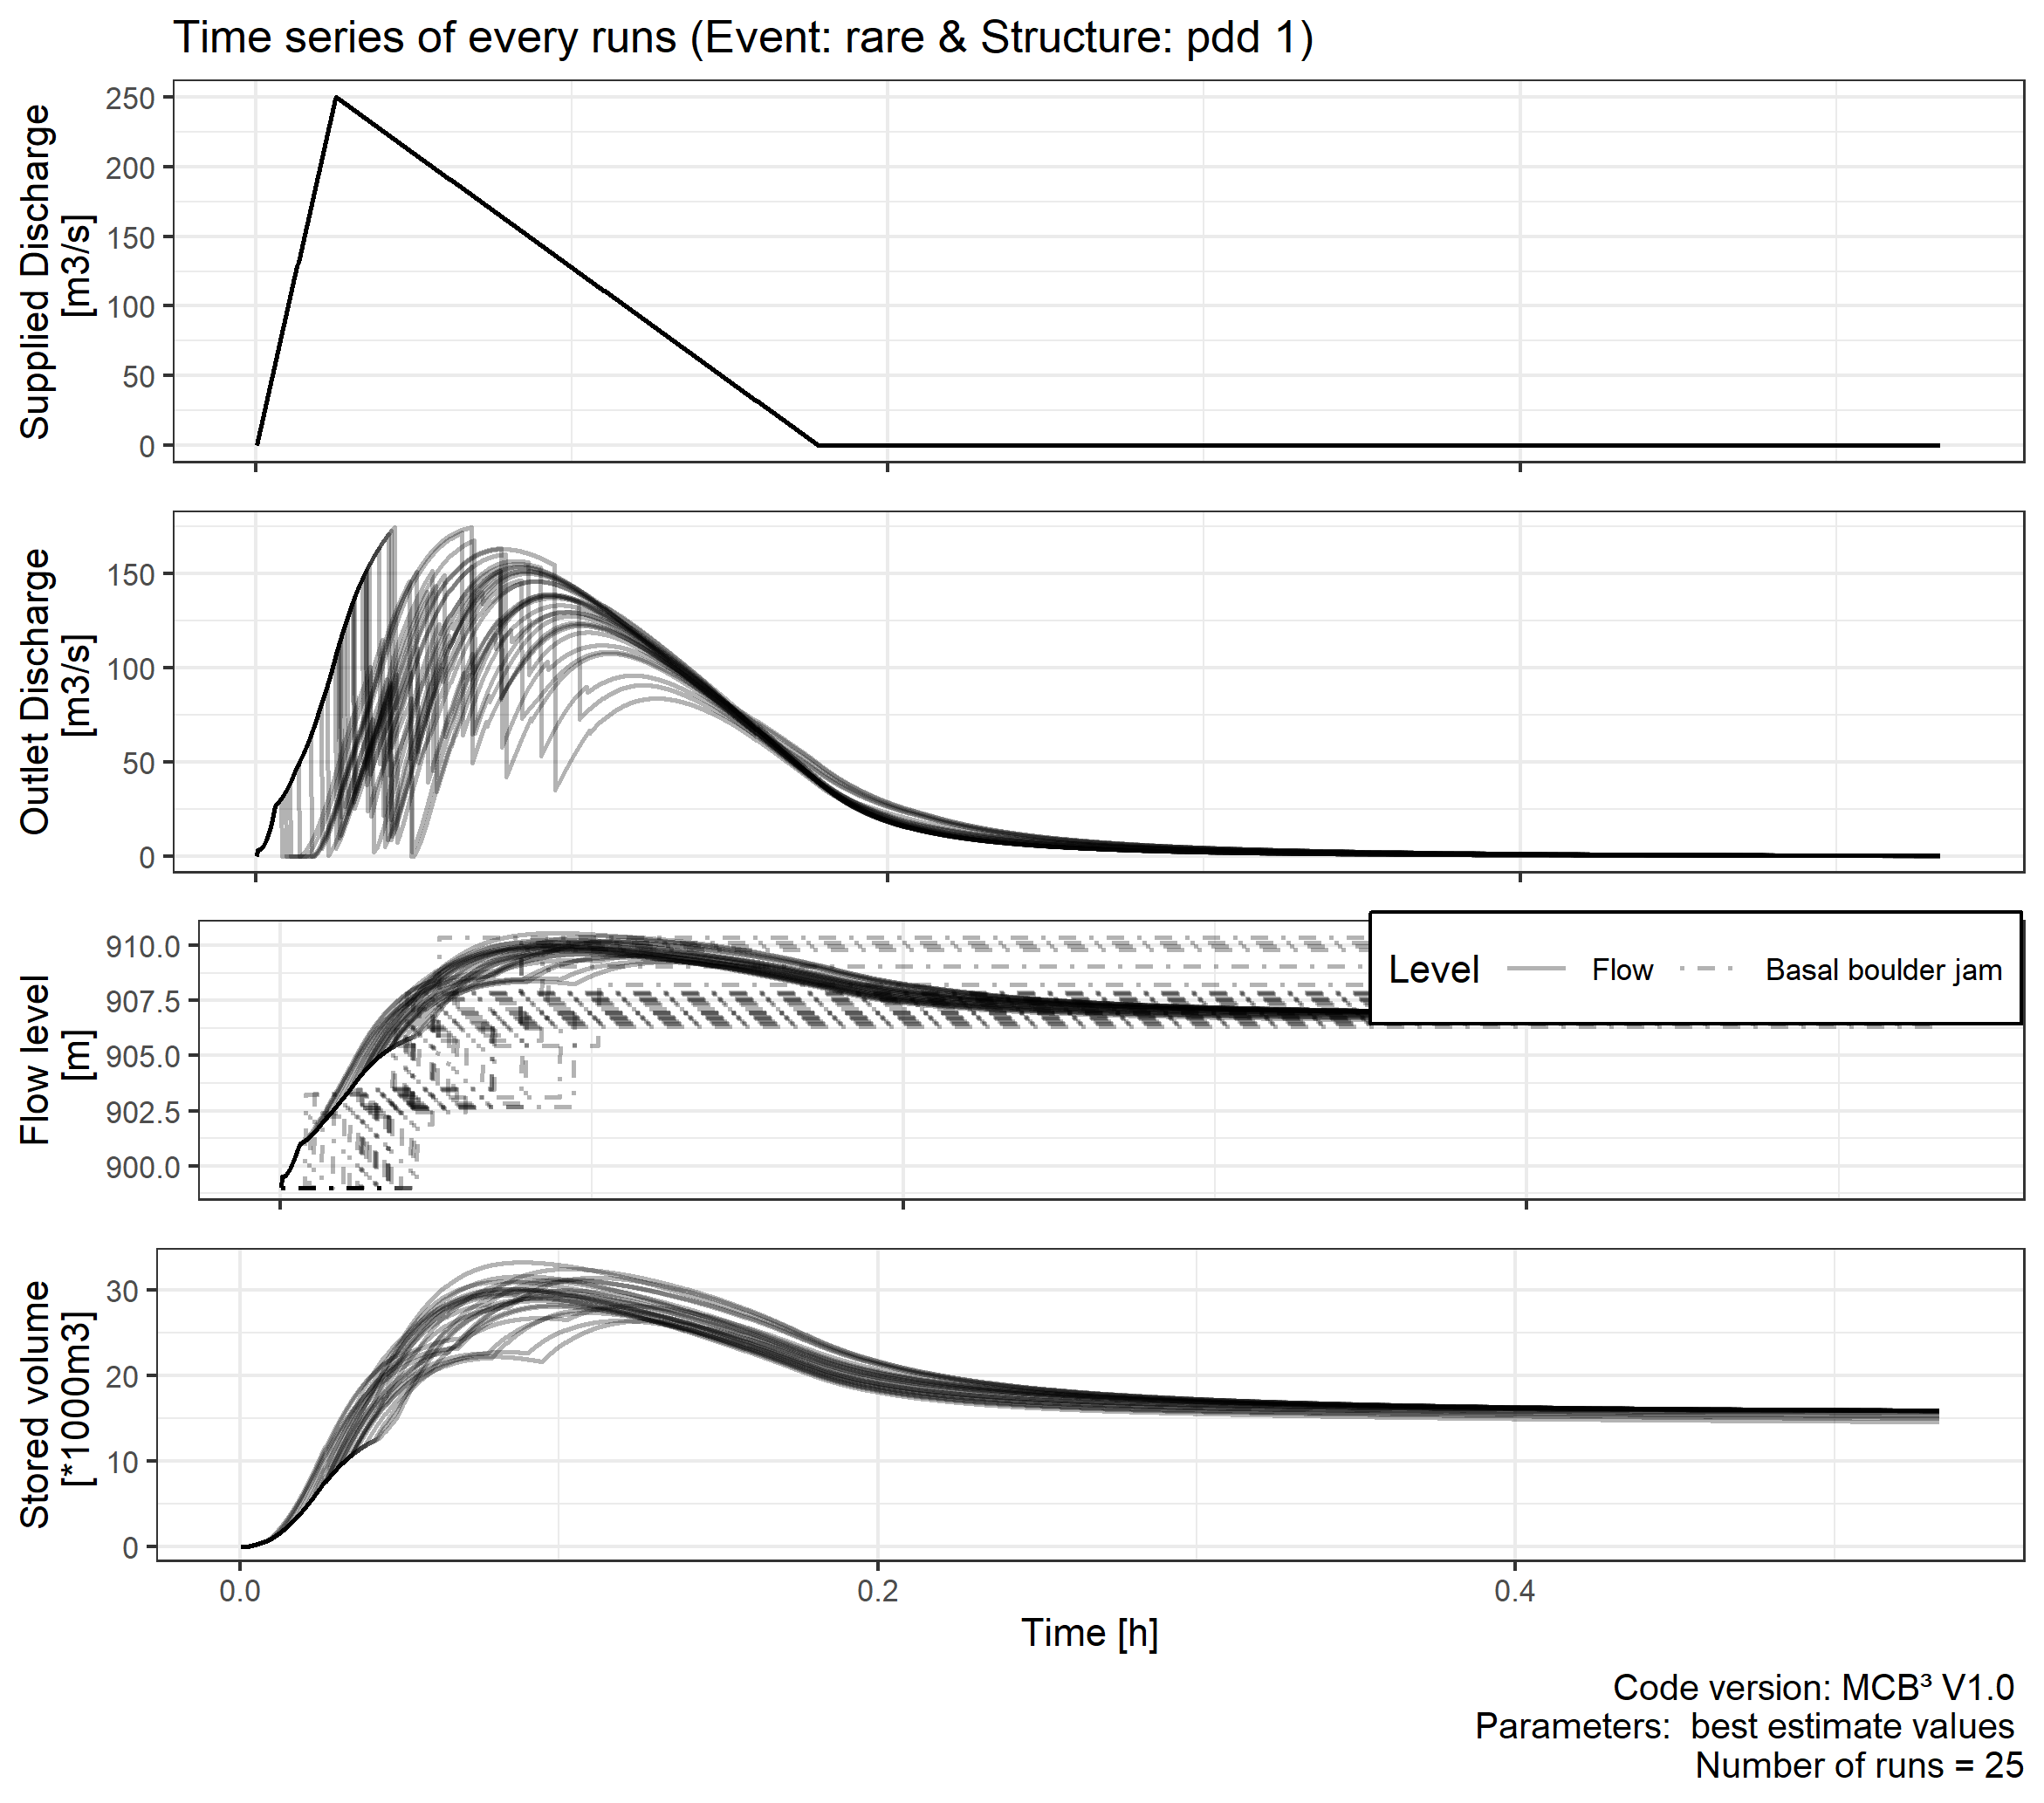 Time series of every runs (Event: rare & Structure: pdd 1)
Supplied Discharge
[m3/s]
250
200
150
100
50
0
Outlet Discharge
[m3/s]
150
100
50
0
Flow level
[m]
910.0
907.5
905.0
902.5
900.0
Level
Flow
Basal boulder jam
Stored volume
[*1000m3]
30
20
10
0
0.0
0.2
0.4
Time [h]
Code version: MCB³ V1.0
Parameters:  best estimate values
Number of runs = 25